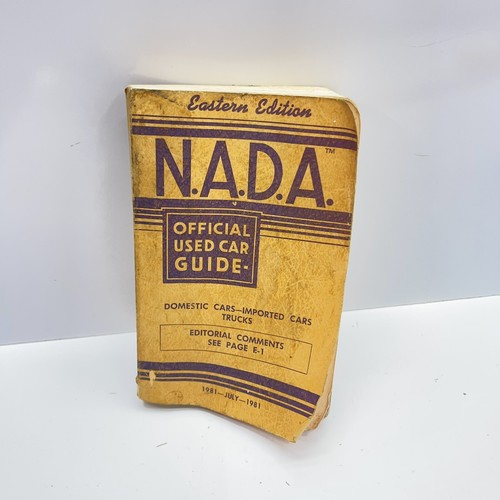 Eastern Edition
N.A.D.A.™
OFFICIAL
USED CAR
GUIDE-
DOMESTIC CARS—IMPORTED CARS
TRUCKS
EDITORIAL COMMENTS
SEE PAGE E-1
1981—JULY—1981